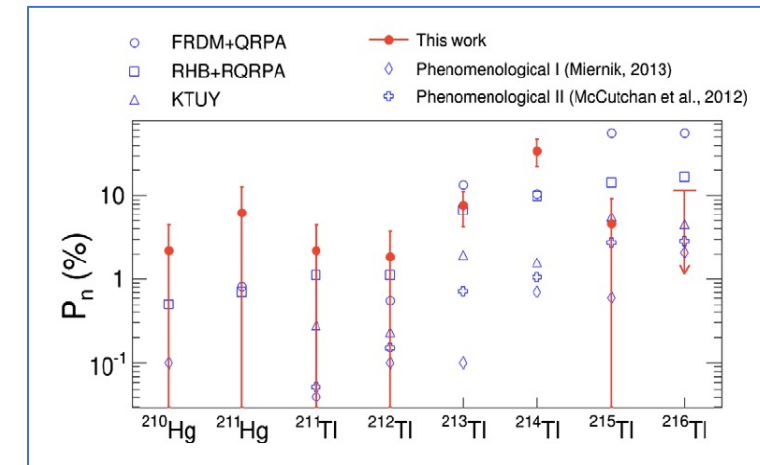 FRDM+QRPA
RHB+RQRPA
KTUY
This work
Phenomenological I (Miernik, 2013)
Phenomenological II (McCutchan et al., 2012)
Pₙ (%)
10
1
10⁻¹
²¹⁰Hg ²¹¹Hg ²¹¹Tl ²¹²Tl ²¹³Tl ²¹⁴Tl ²¹⁵Tl ²¹⁶Tl